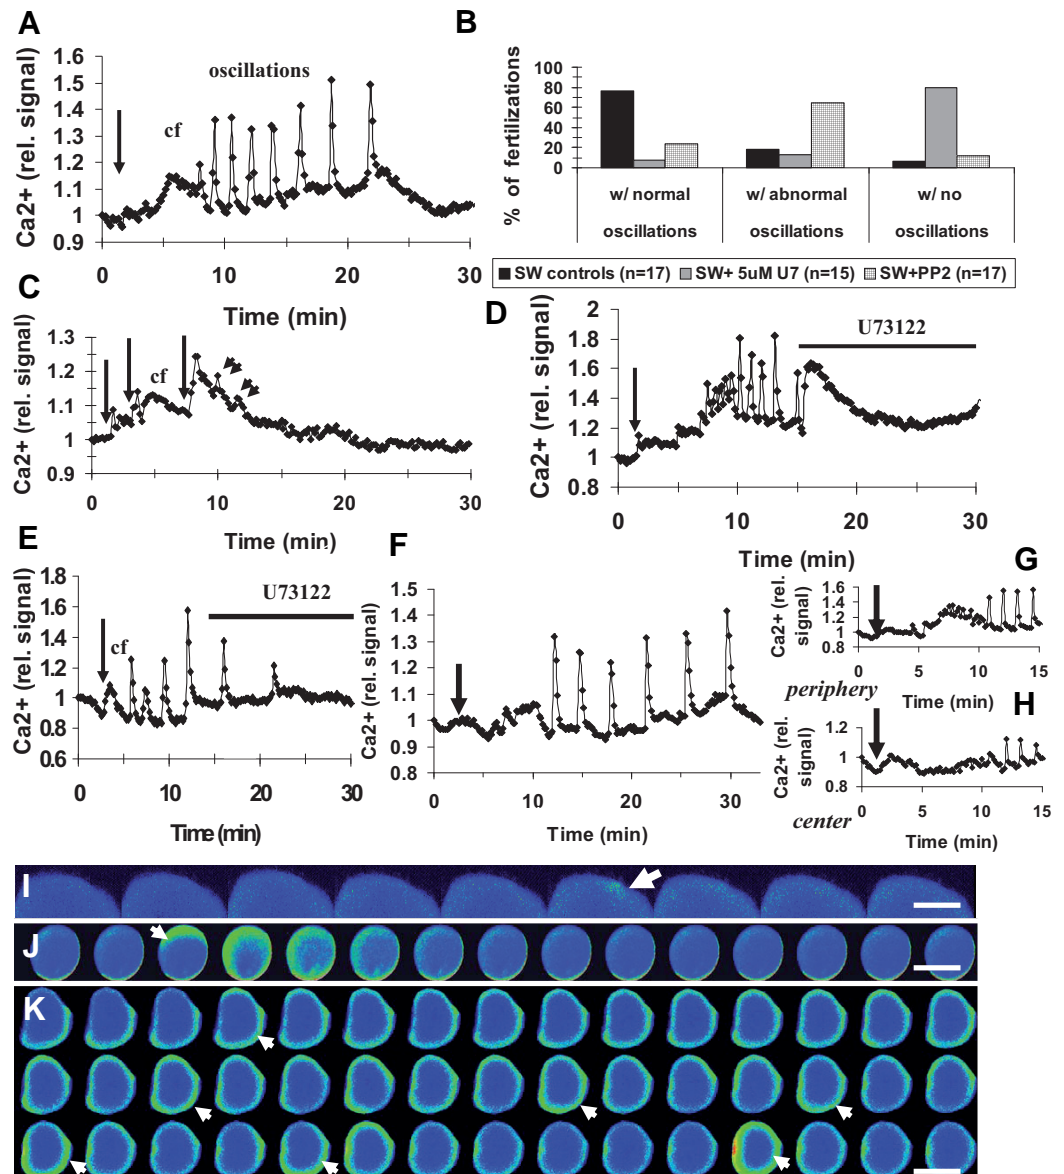 A
Ca2+ (rel. signal)
1.6
1.5
1.4
1.3
1.2
1.1
1
0.9
oscillations
cf
0
10
20
30
Time (min)
B
% of fertilizations
100
80
60
40
20
0
w/ normal
oscillations
w/ abnormal
oscillations
w/ no
oscillations
SW controls (n=17)
SW+ 5uM U7 (n=15)
SW+PP2 (n=17)
C
Ca2+ (rel. signal)
1.3
1.2
1.1
1
0.9
cf
0
10
20
30
Time (min)
D
Ca2+ (rel. signal)
2
1.8
1.6
1.4
1.2
1
0.8
U73122
0
10
20
30
Time (min)
E
Ca2+ (rel. signal)
1.8
1.6
1.4
1.2
1
0.8
0.6
cf
U73122
0
10
20
30
Time (min)
F
Ca2+ (rel. signal)
1.5
1.4
1.3
1.2
1.1
1
0.9
0.8
0
10
20
30
Time (min)
G
Ca2+ (rel.
signal)
1.6
1.4
1.2
1
0.8
0
5
10
15
periphery
Time (min)
H
Ca2+ (rel.
signal)
1.2
1
0.8
0
5
10
15
center
Time (min)
I
J
K